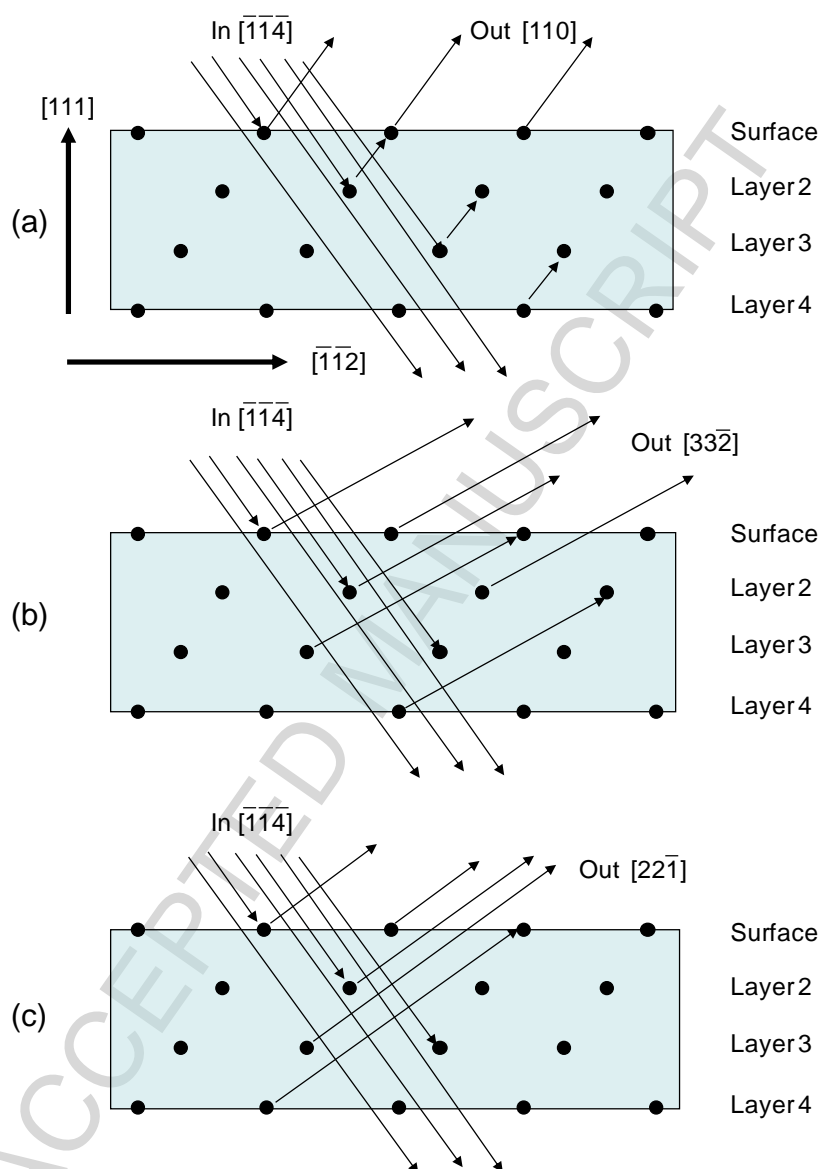 In [1̄1̄4̄]
Out [110]
[111]
Surface
Layer 2
(a)
Layer 3
Layer 4
[1̄1̄2]
In [1̄1̄4̄]
Out [332̄]
Surface
Layer 2
(b)
Layer 3
Layer 4
In [1̄1̄4̄]
Out [221̄]
Surface
Layer 2
(c)
Layer 3
Layer 4
ACCEPTED MANUSCRIPT